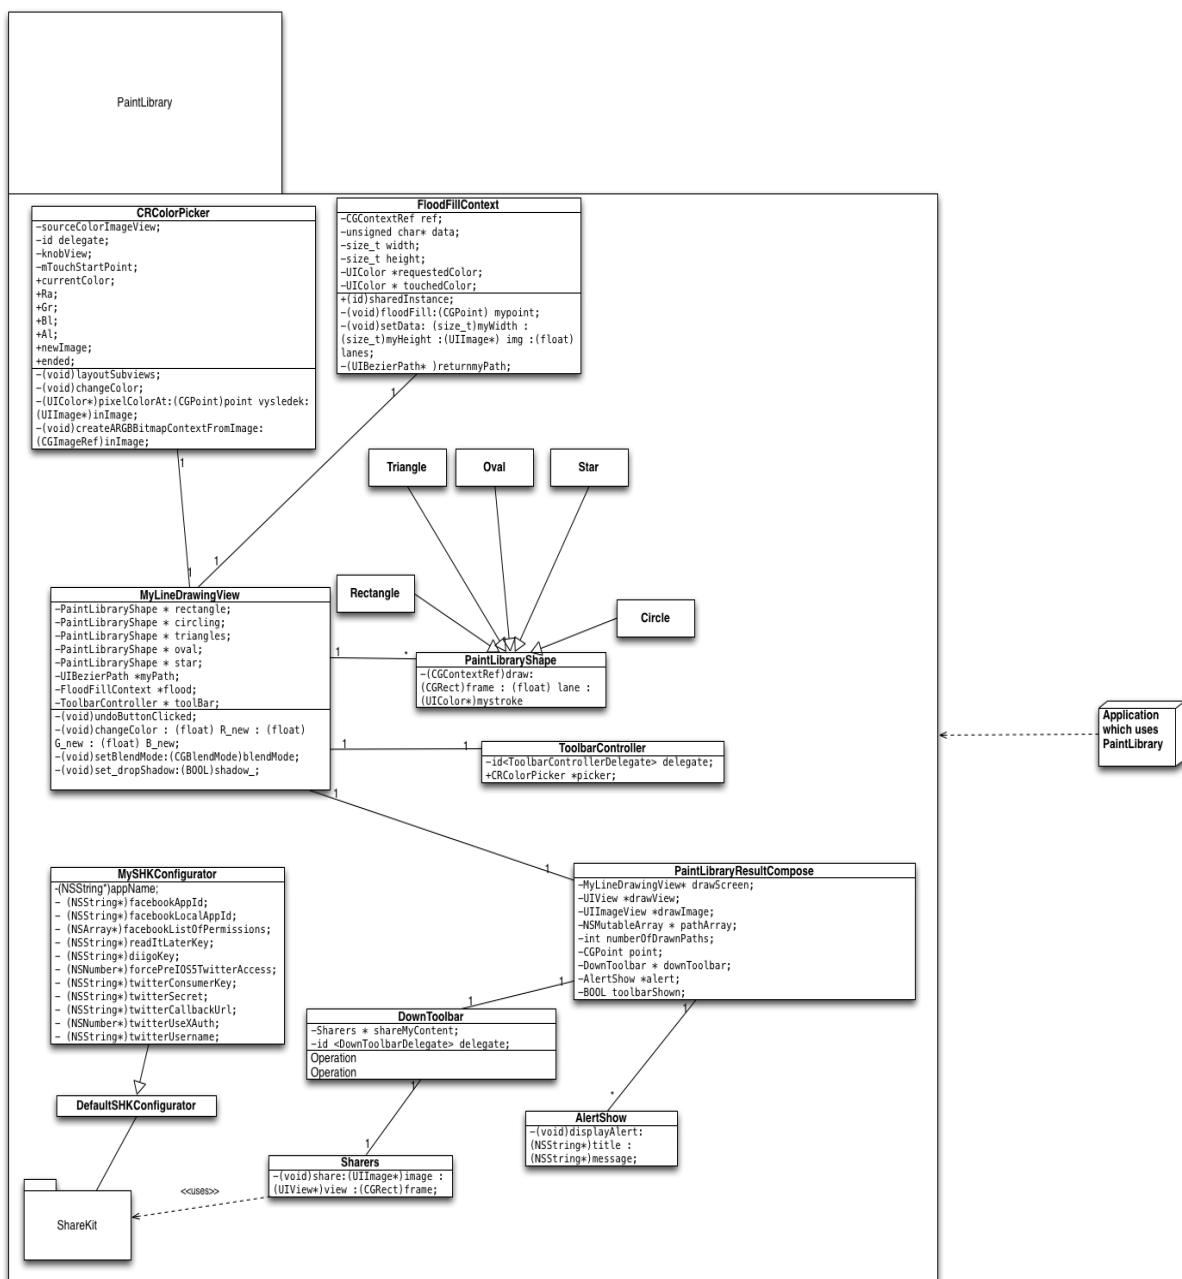 PaintLibrary
CRColorPicker
-sourceColorImageView;
-id delegate;
-knobView;
-mTouchStartPoint;
+currentColor;
+Ra;
+Gr;
+Bl;
+Al;
+newImage;
+ended;
-(void)layoutSubviews;
-(void)changeColor;
-(UIColor*)pixelColorAt:(CGPoint)point vysledek:
(UIImage*)inImage;
-(void)createARGBBitmapContextFromImage:
(CGImageRef)inImage;
1
FloodFillContext
-CGContextRef ref;
-unsigned char* data;
-size_t width;
-size_t height;
-UIColor *requestedColor;
-UIColor * touchedColor;
+(id)sharedInstance;
-(void)floodFill:(CGPoint) mypoint;
-(void)setData: (size_t)myWidth :
(size_t)myHeight :(UIImage*) img :(float)
lanes;
-(UIBezierPath* )returnmyPath;
1
Triangle
Oval
Star
1
1
Rectangle
Circle
MyLineDrawingView
-PaintLibraryShape * rectangle;
-PaintLibraryShape * circling;
-PaintLibraryShape * triangles;
-PaintLibraryShape * oval;
-PaintLibraryShape * star;
-UIBezierPath *myPath;
-FloodFillContext *flood;
-ToolbarController * toolBar;
-(void)undoButtonClicked;
-(void)changeColor : (float) R_new : (float)
G_new : (float) B_new;
-(void)setBlendMode:(CGBlendMode)blendMode;
-(void)set_dropShadow:(BOOL)shadow_;
1
*
PaintLibraryShape
-(CGContextRef)draw:
(CGRect)frame : (float) lane :
(UIColor*)mystroke
1
1
ToolbarController
-id<ToolbarControllerDelegate> delegate;
+CRColorPicker *picker;
Application
which uses
PaintLibrary
1
1
MySHKConfigurator
-(NSString*)appName;
- (NSString*)facebookAppId;
- (NSString*)facebookLocalAppId;
- (NSArray*)facebookListOfPermissions;
- (NSString*)readItLaterKey;
- (NSString*)diigoKey;
- (NSNumber*)forcePreIOS5TwitterAccess;
- (NSString*)twitterConsumerKey;
- (NSString*)twitterSecret;
- (NSString*)twitterCallbackUrl;
- (NSNumber*)twitterUseXAuth;
- (NSString*)twitterUsername;
PaintLibraryResultCompose
-MyLineDrawingView* drawScreen;
-UIView *drawView;
-UIImageView *drawImage;
-NSMutableArray * pathArray;
-int numberOfDrawnPaths;
-CGPoint point;
-DownToolbar * downToolbar;
-AlertShow *alert;
-BOOL toolbarShown;
1
1
1
DownToolbar
-Sharers * shareMyContent;
-id <DownToolbarDelegate> delegate;
Operation
Operation
1
*
DefaultSHKConfigurator
AlertShow
-(void)displayAlert:
(NSString*)title :
(NSString*)message;
1
Sharers
-(void)share:(UIImage*)image :
(UIView*)view :(CGRect)frame;
<<uses>>
ShareKit